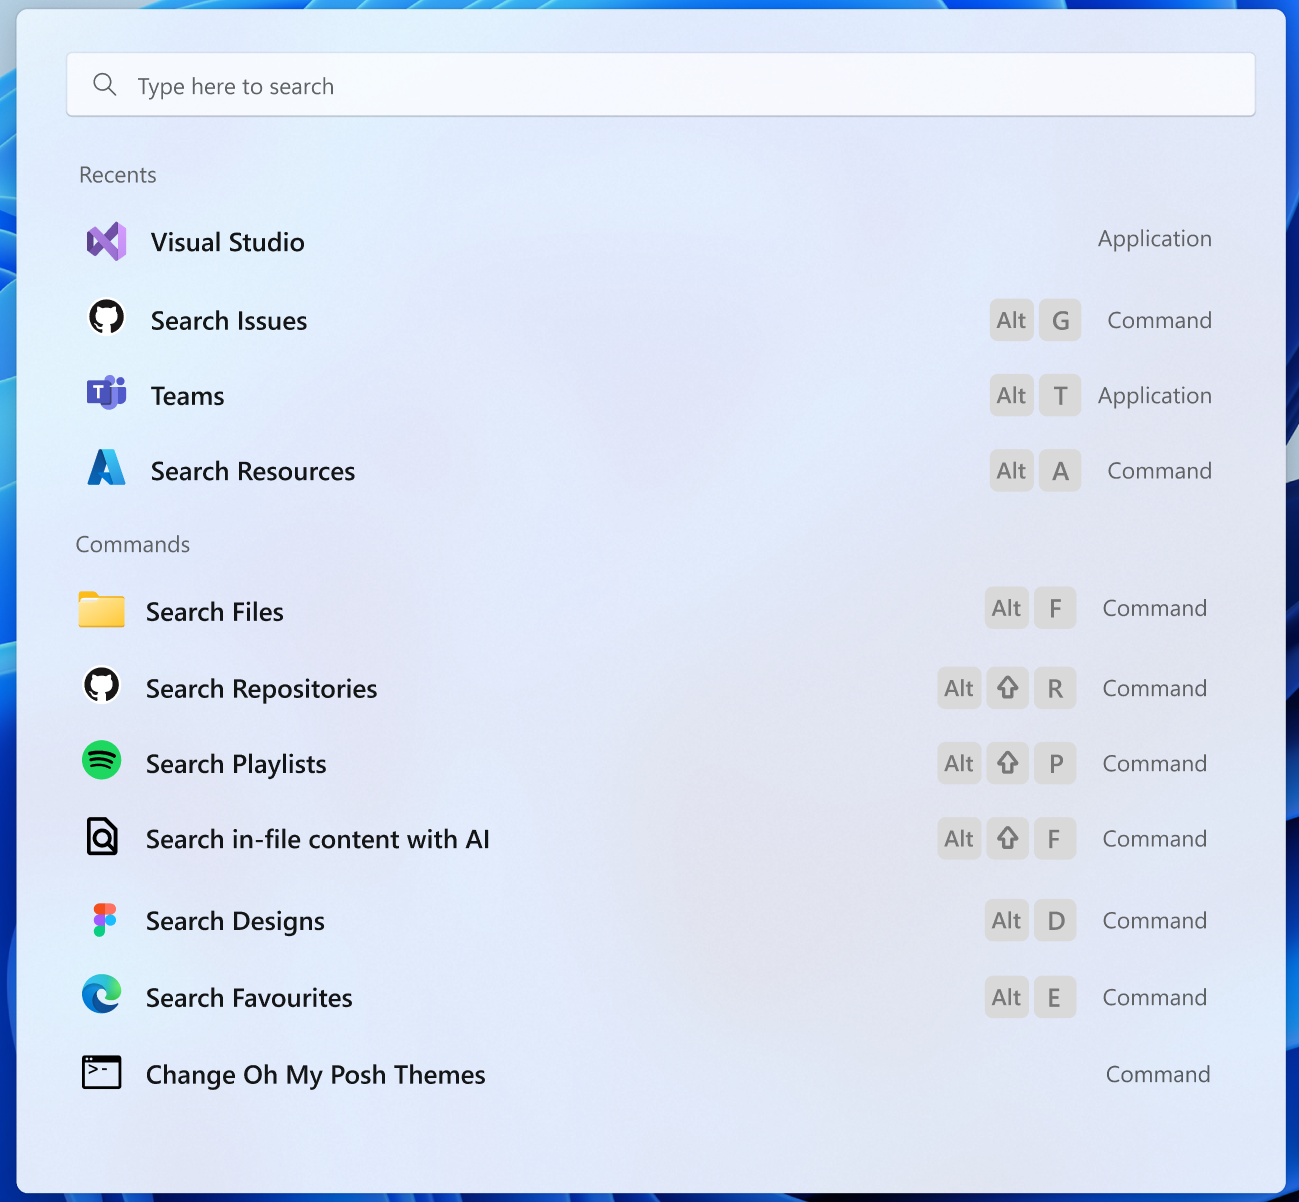 Type here to search
Recents
Visual Studio Application
Search Issues Alt G Command
T Teams Alt T Application
Search Resources Alt A Command
Commands
Search Files Alt F Command
Search Repositories Alt ⇧ R Command
Search Playlists Alt ⇧ P Command
Search in-file content with AI Alt ⇧ F Command
Search Designs Alt D Command
Search Favourites Alt E Command
>- Change Oh My Posh Themes Command